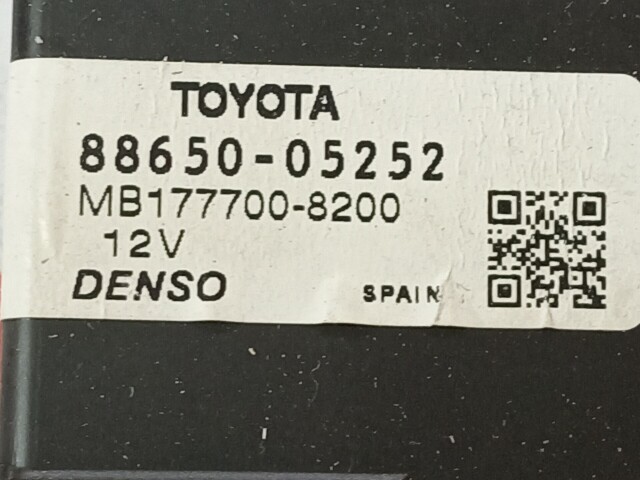 TOYOTA
88650-05252
MB177700-8200
12V
DENSO SPAIN